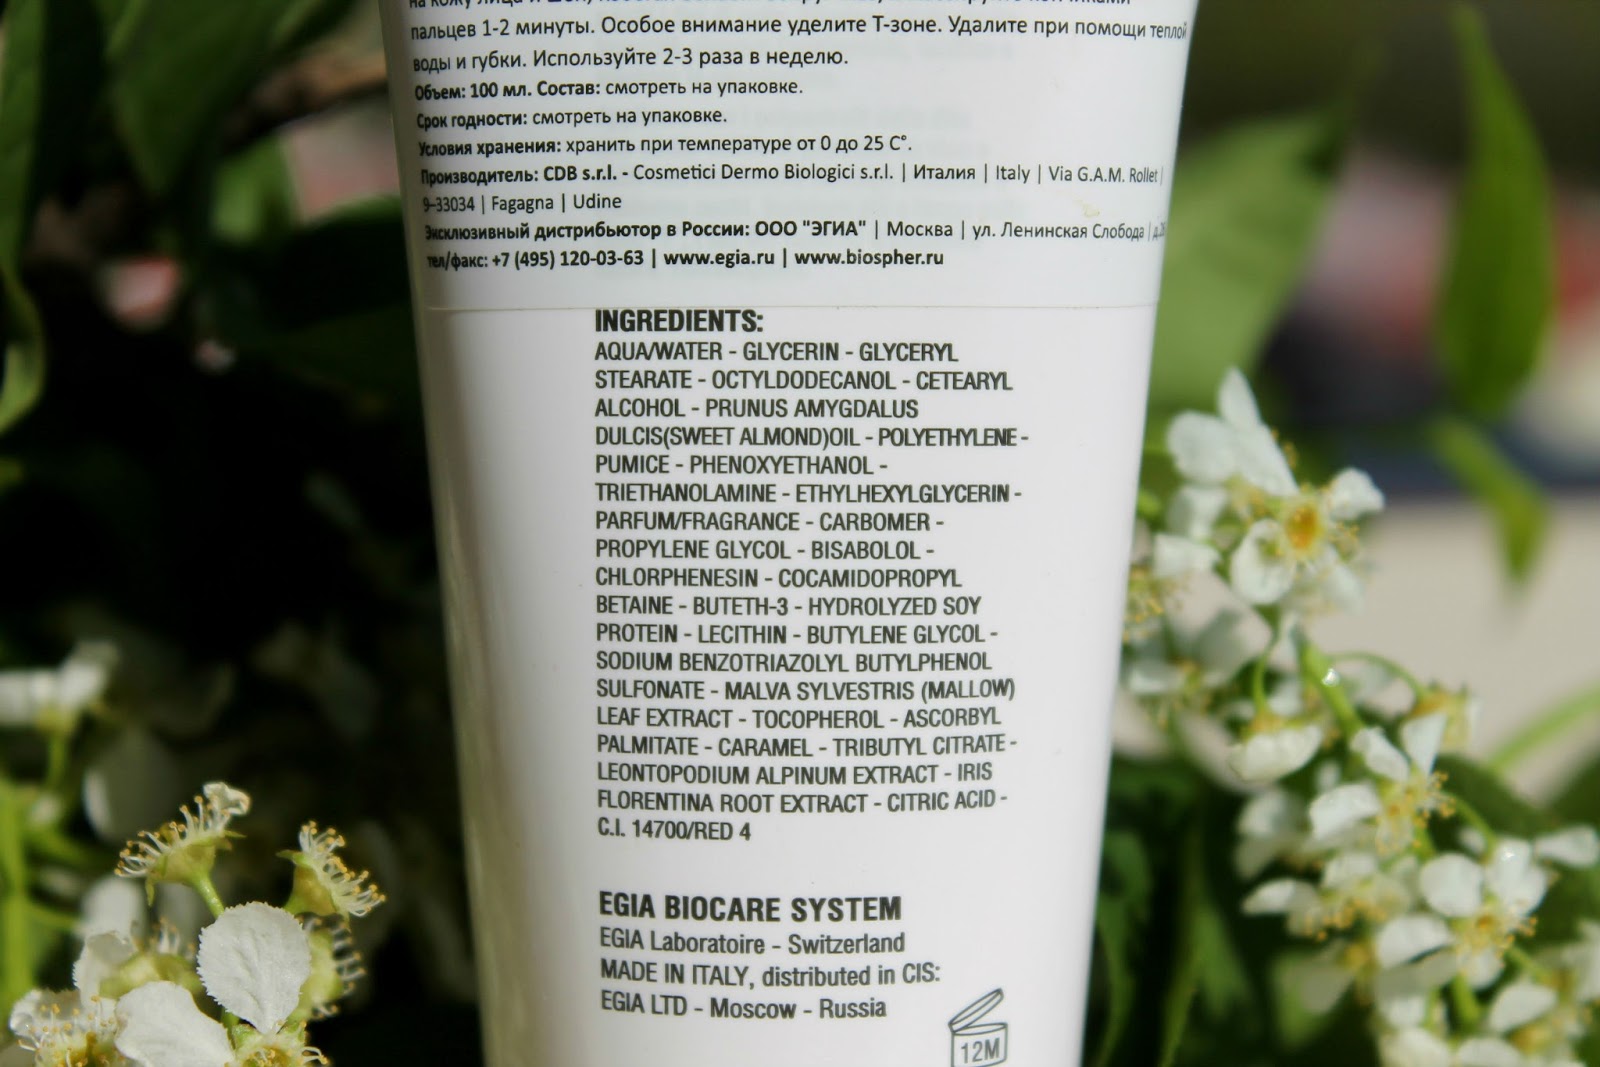 на кожу лица и шеи,
пальцев 1-2 минуты. Особое внимание уделите Т-зоне. Удалите при помощи теплой
воды и губки. Используйте 2-3 раза в неделю.
Объем: 100 мл. Состав: смотреть на упаковке.
Срок годности: смотреть на упаковке.
Условия хранения: хранить при температуре от 0 до 25 С°.
Производитель: CDB s.r.l. - Cosmetici Dermo Biologici s.r.l. | Италия | Italy | Via G.A.M. Rollet |
9-33034 | Fagagna | Udine
Эксклюзивный дистрибьютор в России: ООО "ЭГИА" | Москва | ул. Ленинская Слобода |
тел/факс: +7 (495) 120-03-63 | www.egia.ru | www.biospher.ru
INGREDIENTS:
AQUA/WATER - GLYCERIN - GLYCERYL
STEARATE - OCTYLDODECANOL - CETEARYL
ALCOHOL - PRUNUS AMYGDALUS
DULCIS(SWEET ALMOND)OIL - POLYETHYLENE -
PUMICE - PHENOXYETHANOL -
TRIETHANOLAMINE - ETHYLHEXYLGLYCERIN -
PARFUM/FRAGRANCE - CARBOMER -
PROPYLENE GLYCOL - BISABOLOL -
CHLORPHENESIN - COCAMIDOPROPYL
BETAINE - BUTETH-3 - HYDROLYZED SOY
PROTEIN - LECITHIN - BUTYLENE GLYCOL -
SODIUM BENZOTRIAZOLYL BUTYLPHENOL
SULFONATE - MALVA SYLVESTRIS (MALLOW)
LEAF EXTRACT - TOCOPHEROL - ASCORBYL
PALMITATE - CARAMEL - TRIBUTYL CITRATE -
LEONTOPODIUM ALPINUM EXTRACT - IRIS
FLORENTINA ROOT EXTRACT - CITRIC ACID -
C.I. 14700/RED 4
EGIA BIOCARE SYSTEM
EGIA Laboratoire - Switzerland
MADE IN ITALY, distributed in CIS:
EGIA LTD - Moscow - Russia
12M